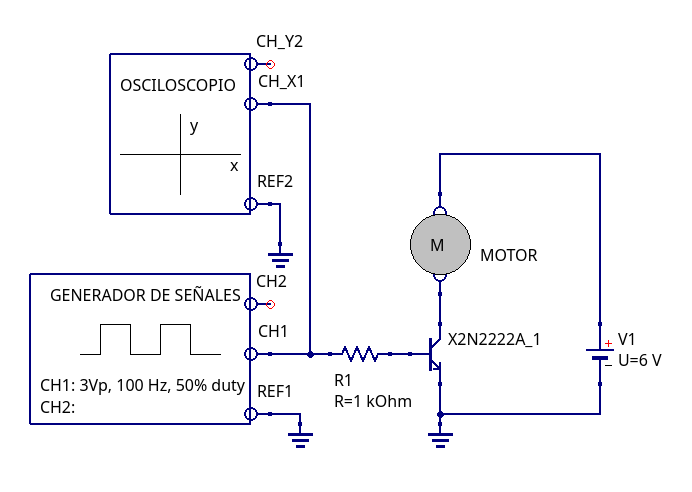 CH_Y2
CH_X1
OSCILOSCOPIO
y
x
REF2
CH2
GENERADOR DE SEÑALES
CH1
CH1: 3Vp, 100 Hz, 50% duty
REF1
CH2:
R1
R=1 kOhm
M
MOTOR
X2N2222A_1
V1
+
U=6 V
−